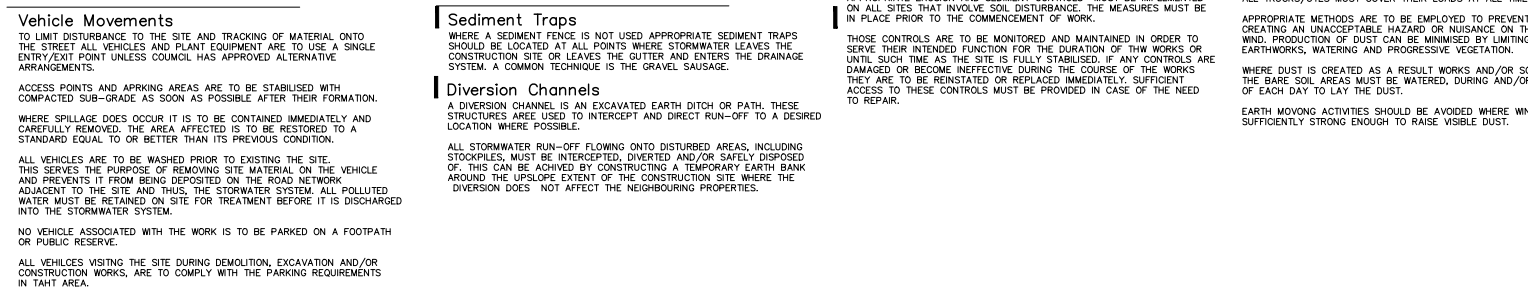 Vehicle Movements
TO LIMIT DISTURBANCE TO THE SITE AND TRACKING OF MATERIAL ONTO
THE STREET ALL VEHICLES AND PLANT EQUIPMENT ARE TO USE A SINGLE
ENTRY/EXIT POINT UNLESS COUNCIL HAS APPROVED ALTERNATIVE
ARRANGEMENTS.
ACCESS POINTS AND APRKING AREAS ARE TO BE STABILISED WITH
COMPACTED SUB-GRADE AS SOON AS POSSIBLE AFTER THEIR FORMATION.
WHERE SPILLAGE DOES OCCUR IT IS TO BE CONTAINED IMMEDIATELY AND
CAREFULLY REMOVED. THE AREA AFFECTED IS TO BE RESTORED TO A
STANDARD EQUAL TO OR BETTER THAN ITS PREVIOUS CONDITION.
ALL VEHICLES ARE TO BE WASHED PRIOR TO EXISTING THE SITE.
THIS SERVES THE PURPOSE OF REMOVING SITE MATERIAL ON THE VEHICLE
AND PREVENTS IT FROM BEING DEPOSITED ON THE ROAD NETWORK
ADJACENT TO THE SITE AND THUS, THE STORWATER SYSTEM. ALL POLLUTED
WATER MUST BE RETAINED ON SITE FOR TREATMENT BEFORE IT IS DISCHARGED
INTO THE STORMWATER SYSTEM.
NO VEHICLE ASSOCIATED WITH THE WORK IS TO BE PARKED ON A FOOTPATH
OR PUBLIC RESERVE.
ALL VEHILCES VISITNG THE SITE DURING DEMOLITION, EXCAVATION AND/OR
CONSTRUCTION WORKS, ARE TO COMPLY WITH THE PARKING REQUIREMENTS
IN TAHT AREA.
Sediment Traps
WHERE A SEDIMENT FENCE IS NOT USED APPROPRIATE SEDIMENT TRAPS
SHOULD BE LOCATED AT ALL POINTS WHERE STORMWATER LEAVES THE
CONSTRUCTION SITE OR LEAVES THE GUTTER AND ENTERS THE DRAINAGE
SYSTEM. A COMMON TECHNIQUE IS THE GRAVEL SAUSAGE.
Diversion Channels
A DIVERSION CHANNEL IS AN EXCAVATED EARTH DITCH OR PATH. THESE
STRUCTURES AREE USED TO INTERCEPT AND DIRECT RUN-OFF TO A DESIRED
LOCATION WHERE POSSIBLE.
ALL STORMWATER RUN-OFF FLOWING ONTO DISTURBED AREAS, INCLUDING
STOCKPILES, MUST BE INTERCEPTED, DIVERTED AND/OR SAFELY DISPOSED
OF. THIS CAN BE ACHIVED BY CONSTRUCTING A TEMPORARY EARTH BANK
AROUND THE UPSLOPE EXTENT OF THE CONSTRUCTION SITE WHERE THE
DIVERSION DOES NOT AFFECT THE NEIGHBOURING PROPERTIES.
ON ALL SITES THAT INVOLVE SOIL DISTURBANCE. THE MEASURES MUST BE
IN PLACE PRIOR TO THE COMMENCEMENT OF WORK.
THOSE CONTROLS ARE TO BE MONITORED AND MAINTAINED IN ORDER TO
SERVE THEIR INTENDED FUNCTION FOR THE DURATION OF THW WORKS OR
UNTIL SUCH TIME AS THE SITE IS FULLY STABILISED. IF ANY CONTROLS ARE
DAMAGED OR BECOME INEFFECTIVE DURING THE COURSE OF THE WORKS
THEY ARE TO BE REINSTATED OR REPLACED IMMEDIATELY. SUFFICIENT
ACCESS TO THESE CONTROLS MUST BE PROVIDED IN CASE OF THE NEED
TO REPAIR.
APPROPRIATE METHODS ARE TO BE EMPLOYED TO PREVENT
CREATING AN UNACCEPTABLE HAZARD OR NUISANCE ON
WIND. PRODUCTION OF DUST CAN BE MINIMISED BY LIMITING
EARTHWORKS, WATERING AND PROGRESSIVE VEGETATION.
WHERE DUST IS CREATED AS A RESULT WORKS AND/OR
THE BARE SOIL AREAS MUST BE WATERED, DURING AND/OR
OF EACH DAY TO LAY THE DUST.
EARTH MOVONG ACTIVITIES SHOULD BE AVOIDED WHERE
SUFFICIENTLY STRONG ENOUGH TO RAISE VISIBLE DUST.